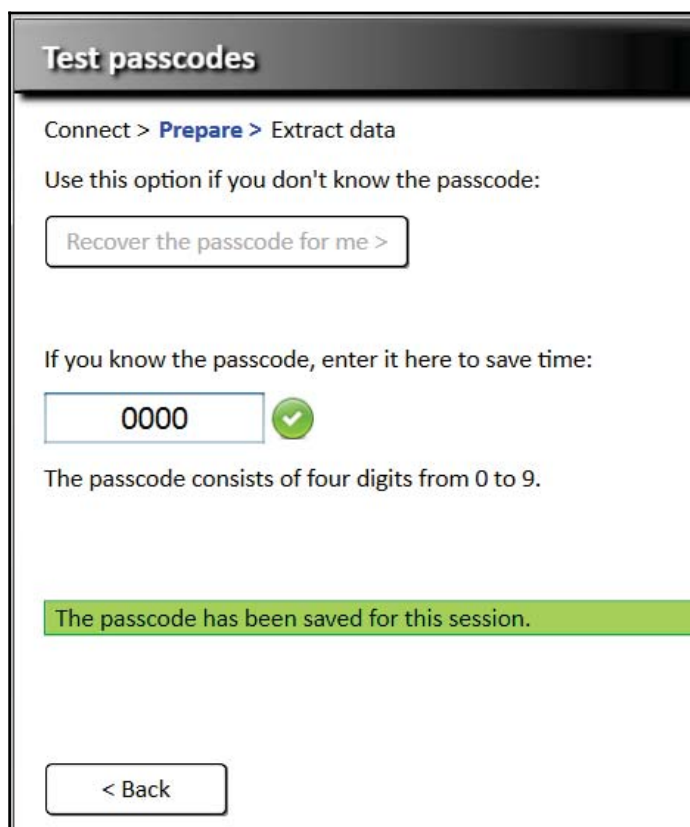 Test passcodes
Connect > Prepare > Extract data
Use this option if you don't know the passcode:
Recover the passcode for me >
If you know the passcode, enter it here to save time:
0000
The passcode consists of four digits from 0 to 9.
The passcode has been saved for this session.
< Back